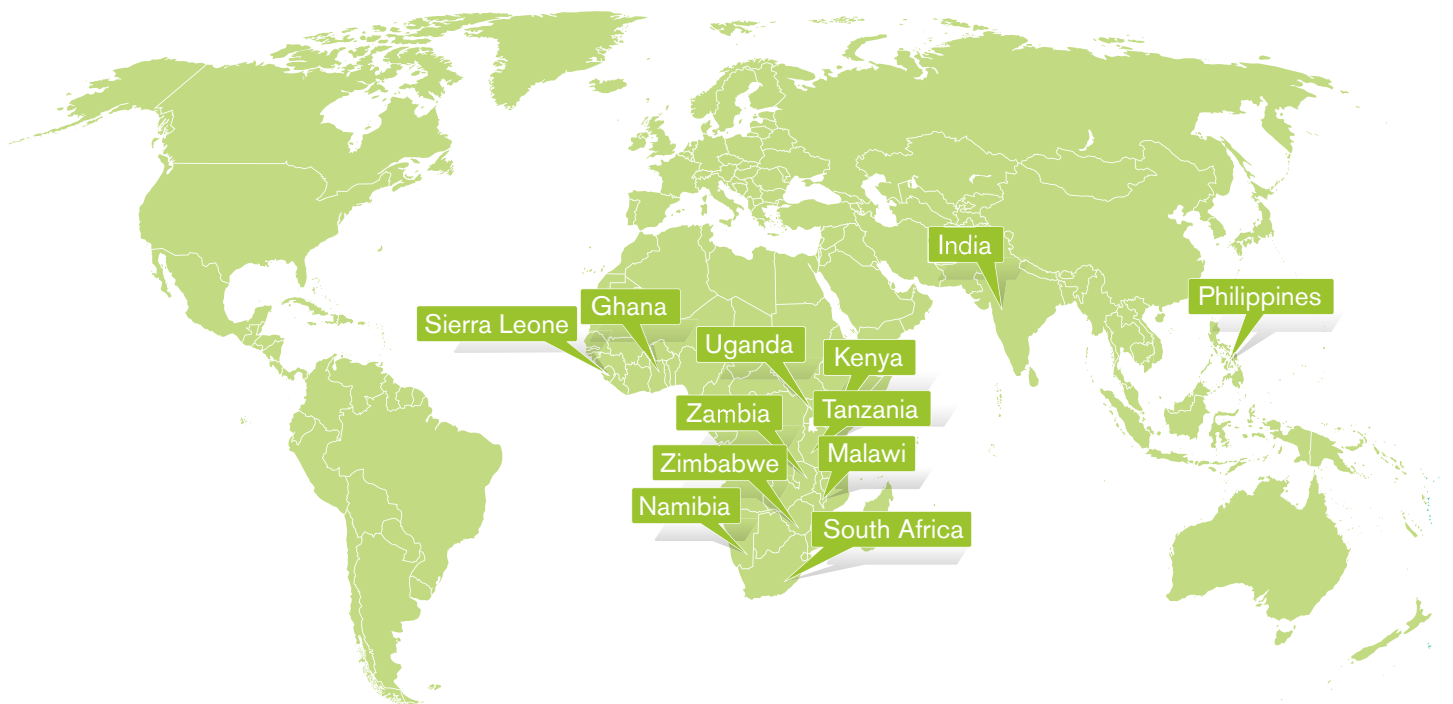 India
Philippines
Ghana
Sierra Leone
Uganda
Kenya
Zambia
Tanzania
Malawi
Zimbabwe
Namibia
South Africa